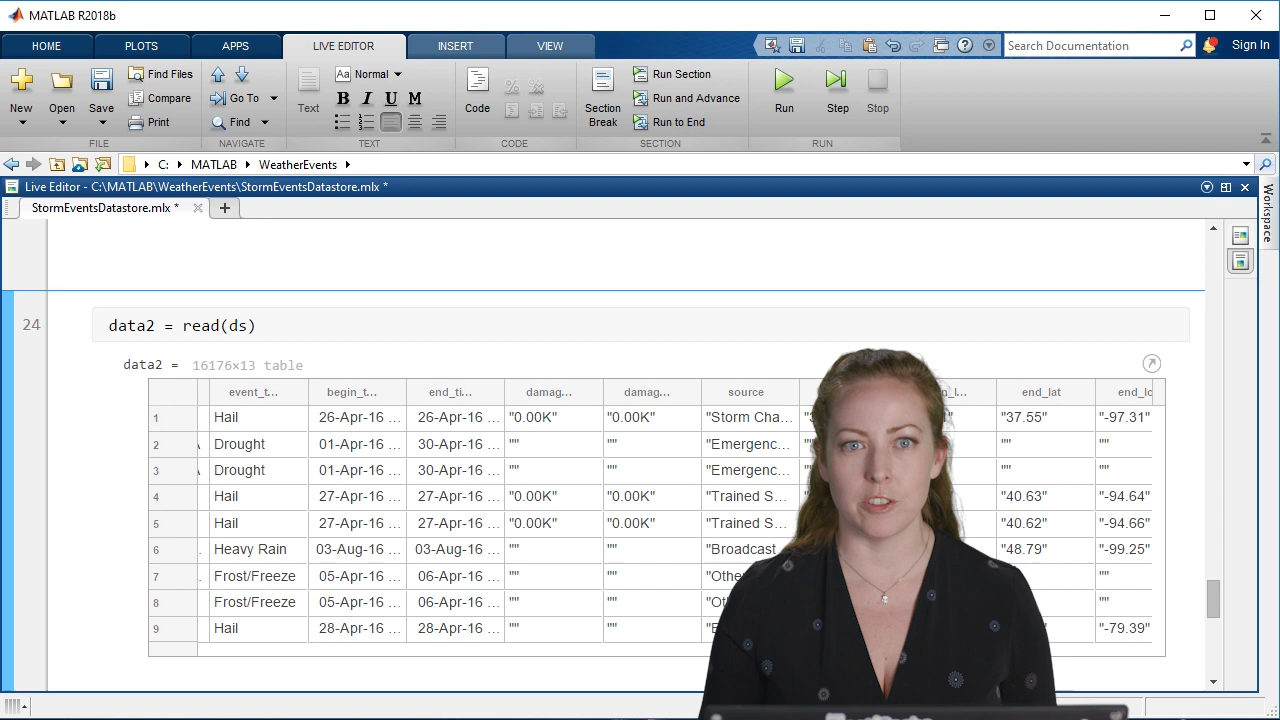 MATLAB R2018b
HOME PLOTS APPS LIVE EDITOR INSERT VIEW
Search Documentation
Sign In
New
Open
Save
Find Files
Compare
Print
FILE
Go To
Find
NAVIGATE
Text
Aa Normal
B I U M
TEXT
Code
CODE
Section
Break
Run Section
Run and Advance
Run to End
SECTION
Run
Step
Stop
RUN
C: MATLAB WeatherEvents
Live Editor - C:\MATLAB\WeatherEvents\StormEventsDatastore.mlx *
StormEventsDatastore.mlx *
Workspace
24
data2 = read(ds)
data2 = 16176×13 table
event_t... begin_t... end_ti... damag... damag... source end_lat
1 Hail 26-Apr-16 ... 26-Apr-16 ... "0.00K" "0.00K" "Storm Cha... "37.55" "-97.31"
2 Drought 01-Apr-16 ... 30-Apr-16 ... "" "" "Emergenc... "" ""
3 Drought 01-Apr-16 ... 30-Apr-16 ... "" "" "Emergenc... "" ""
4 Hail 27-Apr-16 ... 27-Apr-16 ... "0.00K" "0.00K" "Trained S... "40.63" "-94.64"
5 Hail 27-Apr-16 ... 27-Apr-16 ... "0.00K" "0.00K" "Trained S... "40.62" "-94.66"
6 Heavy Rain 03-Aug-16 ... 03-Aug-16 ... "" "" "Broadcast "48.79" "-99.25"
7 Frost/Freeze 05-Apr-16 ... 06-Apr-16 ... "" "" "Othe ""
8 Frost/Freeze 05-Apr-16 ... 06-Apr-16 ... "" "" ""
9 Hail 28-Apr-16 ... 28-Apr-16 ... "" "" "-79.39"